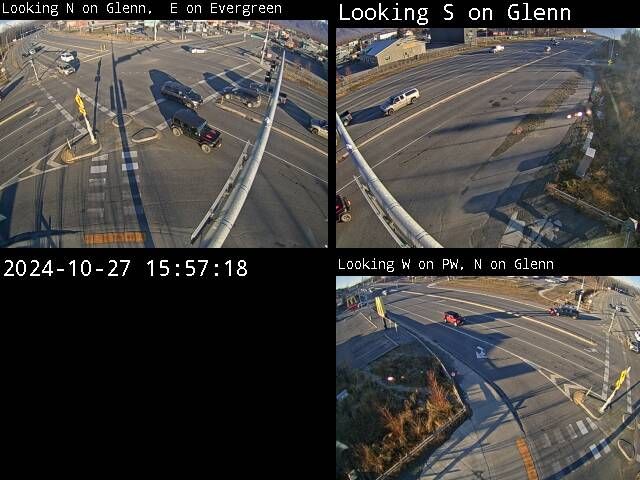 Looking N on Glenn,  E on Evergreen
Looking S on Glenn
2024-10-27 15:57:18
Looking W on PW, N on Glenn